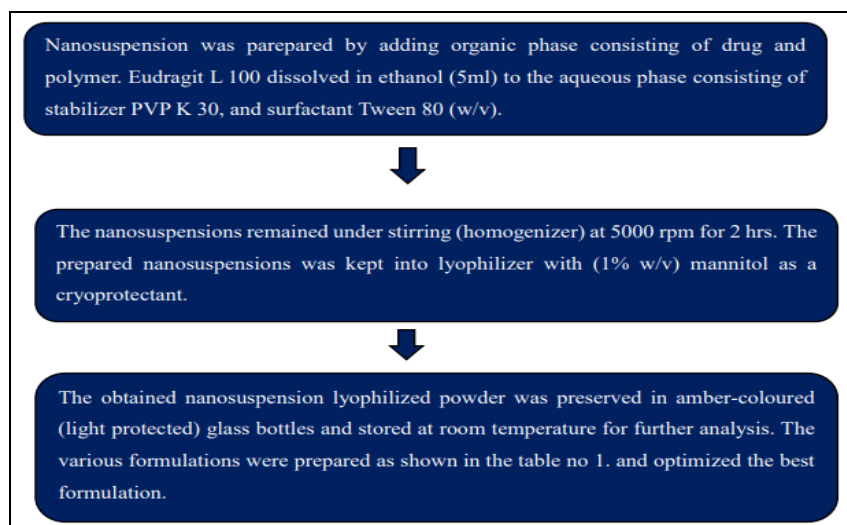 Nanosuspension was parepared by adding organic phase consisting of drug and
polymer. Eudragit L 100 dissolved in ethanol (5ml) to the aqueous phase consisting of
stabilizer PVP K 30, and surfactant Tween 80 (w/v).
The nanosuspensions remained under stirring (homogenizer) at 5000 rpm for 2 hrs. The
prepared nanosuspensions was kept into lyophilizer with (1% w/v) mannitol as a
cryoprotectant.
The obtained nanosuspension lyophilized powder was preserved in amber-coloured
(light protected) glass bottles and stored at room temperature for further analysis. The
various formulations were prepared as shown in the table no 1. and optimized the best
formulation.